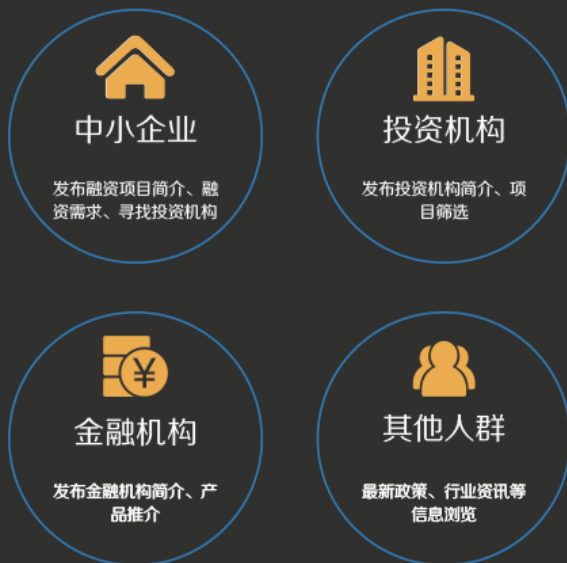 中小企业
发布融资项目简介、融
资需求、寻找投资机构
投资机构
发布投资机构简介、项
目筛选
¥
金融机构
发布金融机构简介、产
品推介
其他人群
最新政策、行业资讯等
信息浏览